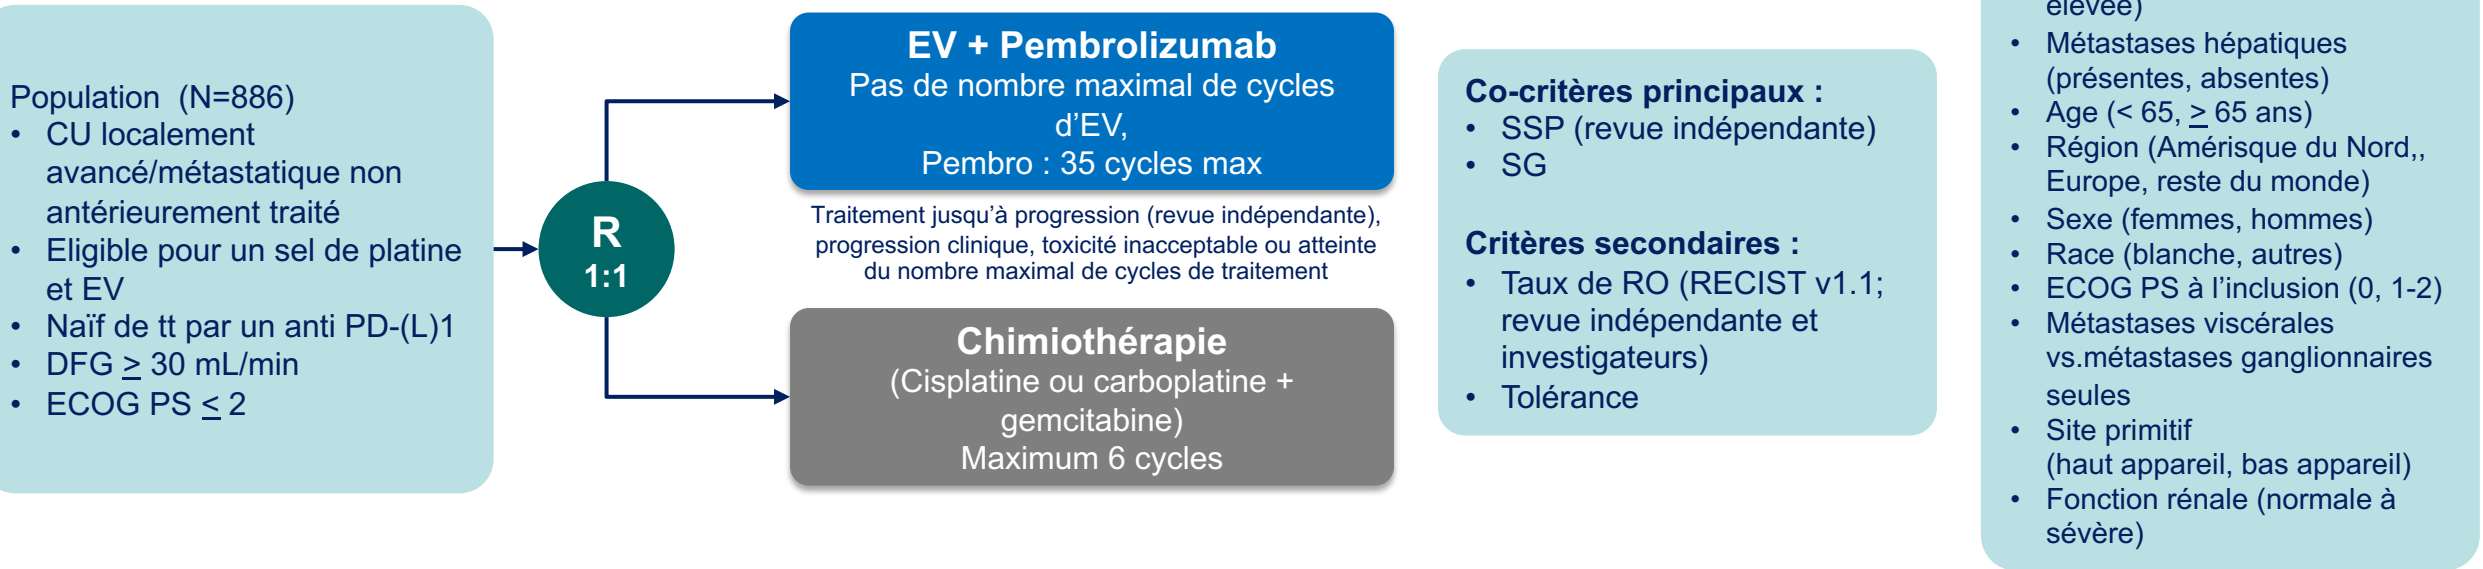 Population (N=886)
• CU localement
avancé/métastatique non
antérieurement traité
• Eligible pour un sel de platine
et EV
• Naïf de tt par un anti PD-(L)1
• DFG ≥ 30 mL/min
• ECOG PS ≤ 2
R
1:1
EV + Pembrolizumab
Pas de nombre maximal de cycles
d’EV,
Pembro : 35 cycles max
Traitement jusqu’à progression (revue indépendante),
progression clinique, toxicité inacceptable ou atteinte
du nombre maximal de cycles de traitement
Chimiothérapie
(Cisplatine ou carboplatine +
gemcitabine)
Maximum 6 cycles
Co-critères principaux :
• SSP (revue indépendante)
• SG
Critères secondaires :
• Taux de RO (RECIST v1.1;
revue indépendante et
investigateurs)
• Tolérance
élevée)
• Métastases hépatiques
(présentes, absentes)
• Age (< 65, ≥ 65 ans)
• Région (Amérisque du Nord,,
Europe, reste du monde)
• Sexe (femmes, hommes)
• Race (blanche, autres)
• ECOG PS à l’inclusion (0, 1-2)
• Métastases viscérales
vs.métastases ganglionnaires
seules
• Site primitif
(haut appareil, bas appareil)
• Fonction rénale (normale à
sévère)